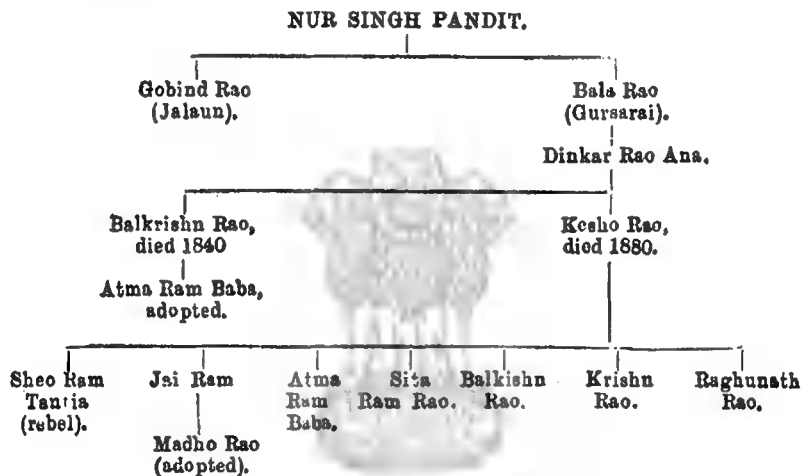 NUR SINGH PANDIT.
Gobind Rao
(Jalaun).
Bala Rao
(Gursarai).
Dinkar Rao Ana.
Balkrishn Rao,
died 1840
Kesho Rao,
died 1880.
Atma Ram Baba,
adopted.
Sheo Ram
Tantia
(rebel).
Jai Ram
Atma
Ram
Baba.
Sita
Ram Rao.
Balkishn
Rao.
Krishn
Rao.
Raghunath
Rao.
Madho Rao
(adopted).